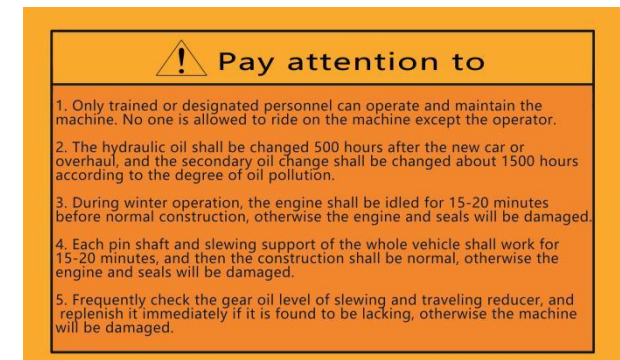 Pay attention to
1. Only trained or designated personnel can operate and maintain the
machine. No one is allowed to ride on the machine except the operator.
2. The hydraulic oil shall be changed 500 hours after the new car or
overhaul, and the secondary oil change shall be changed about 1500 hours
according to the degree of oil pollution.
3. During winter operation, the engine shall be idled for 15-20 minutes
before normal construction, otherwise the engine and seals will be damaged.
4. Each pin shaft and slewing support of the whole vehicle shall work for
15-20 minutes, and then the construction shall be normal, otherwise the
engine and seals will be damaged.
5. Frequently check the gear oil level of slewing and traveling reducer, and
replenish it immediately if it is found to be lacking, otherwise the machine
will be damaged.